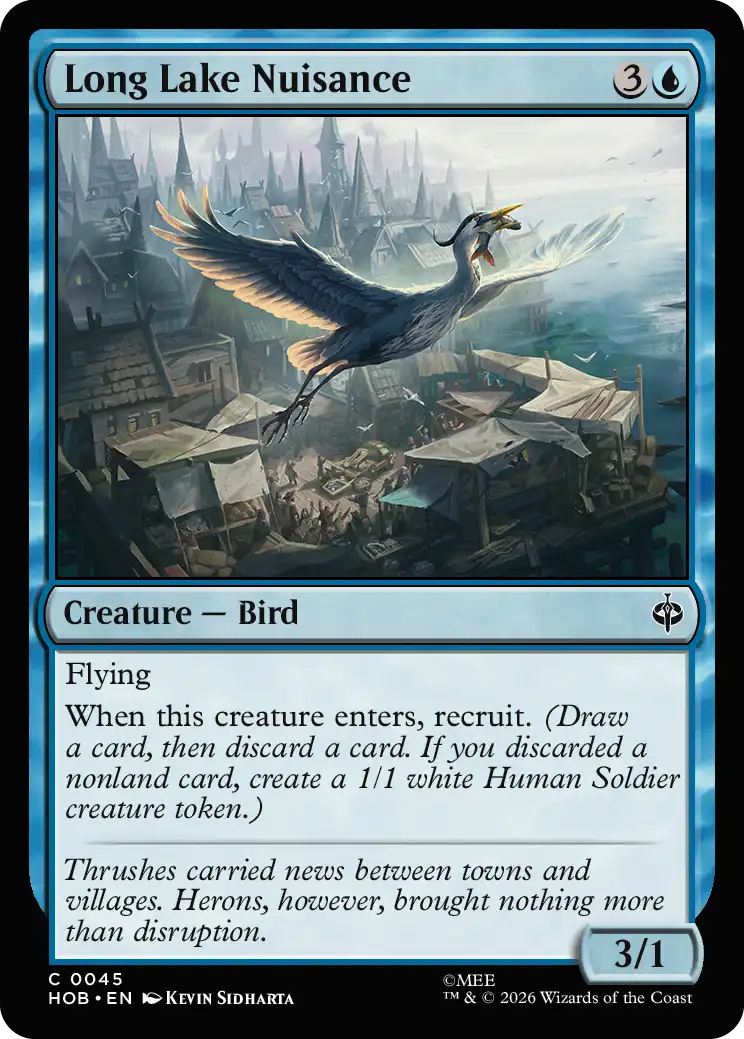 Long Lake Nuisance 3
Creature — Bird
Flying
When this creature enters, recruit. (Draw
a card, then discard a card. If you discarded a
nonland card, create a 1/1 white Human Soldier
creature token.)
Thrushes carried news between towns and
villages. Herons, however, brought nothing more
than disruption.
3/1
C 0045
HOB • EN Kevin Sidharta
©MEE
™ & © 2026 Wizards of the Coast